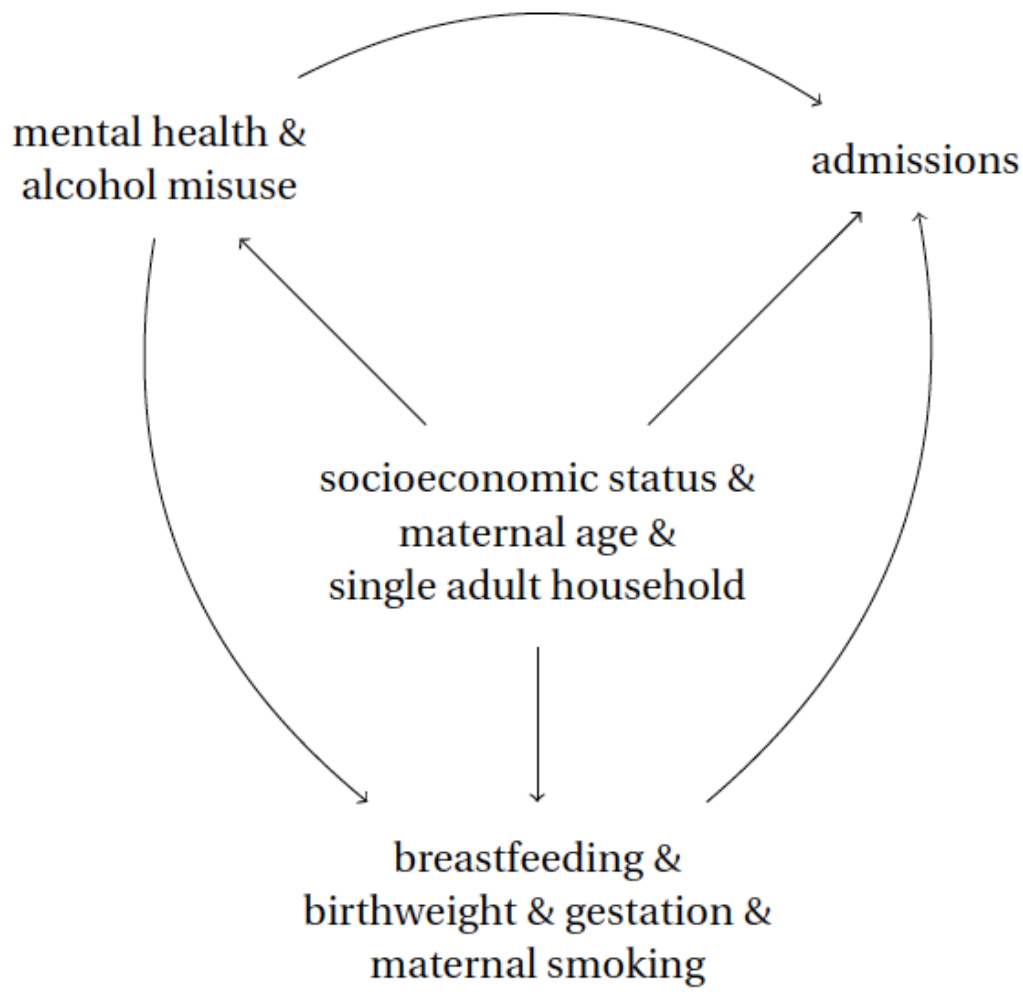 mental health &
alcohol misuse
admissions
socioeconomic status &
maternal age &
single adult household
breastfeeding &
birthweight & gestation &
maternal smoking